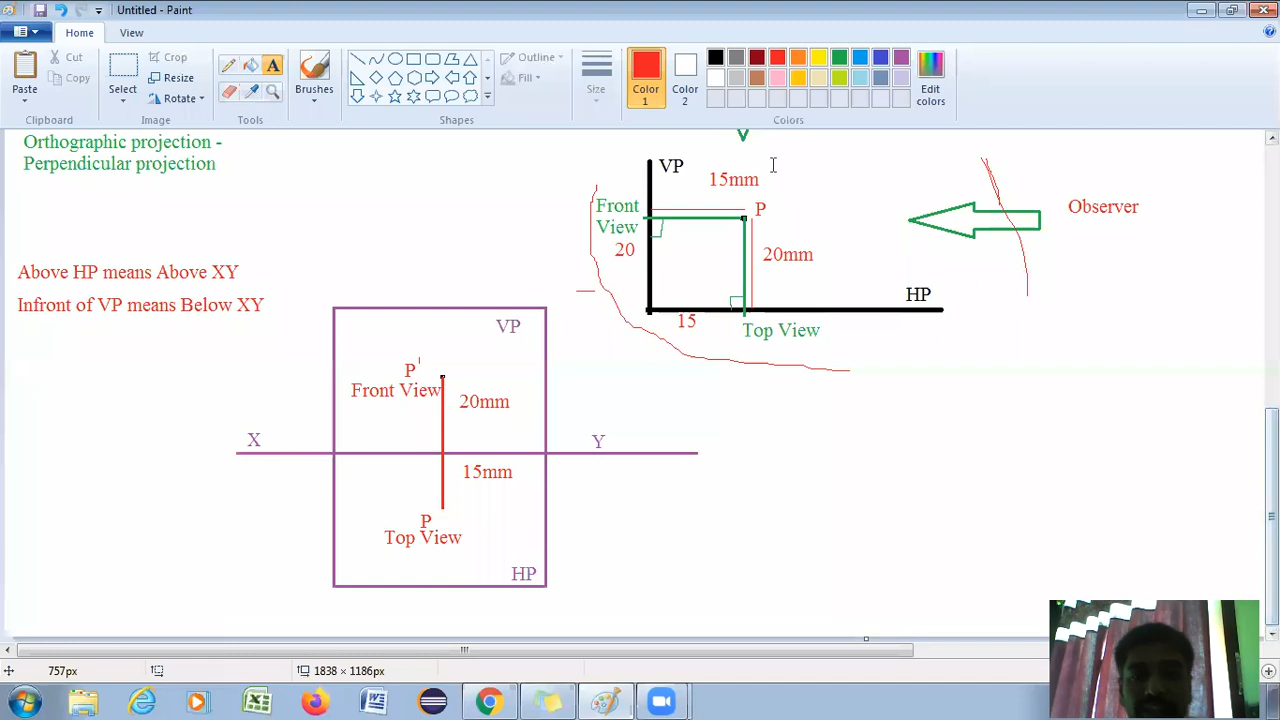 Untitled - Paint
Home
View
Paste
Cut
Copy
Clipboard
Select
Crop
Resize
Rotate
Image
A
Tools
Brushes
Shapes
Outline
Fill
Size
Color 1
Color 2
Edit colors
Colors
Orthographic projection -
Perpendicular projection
VP
15mm
Front
View
P
Observer
20
20mm
HP
15
Top View
Above HP means Above XY
Infront of VP means Below XY
VP
P'
Front View
20mm
X
Y
15mm
P
Top View
HP
757px
1838 × 1186px
100%